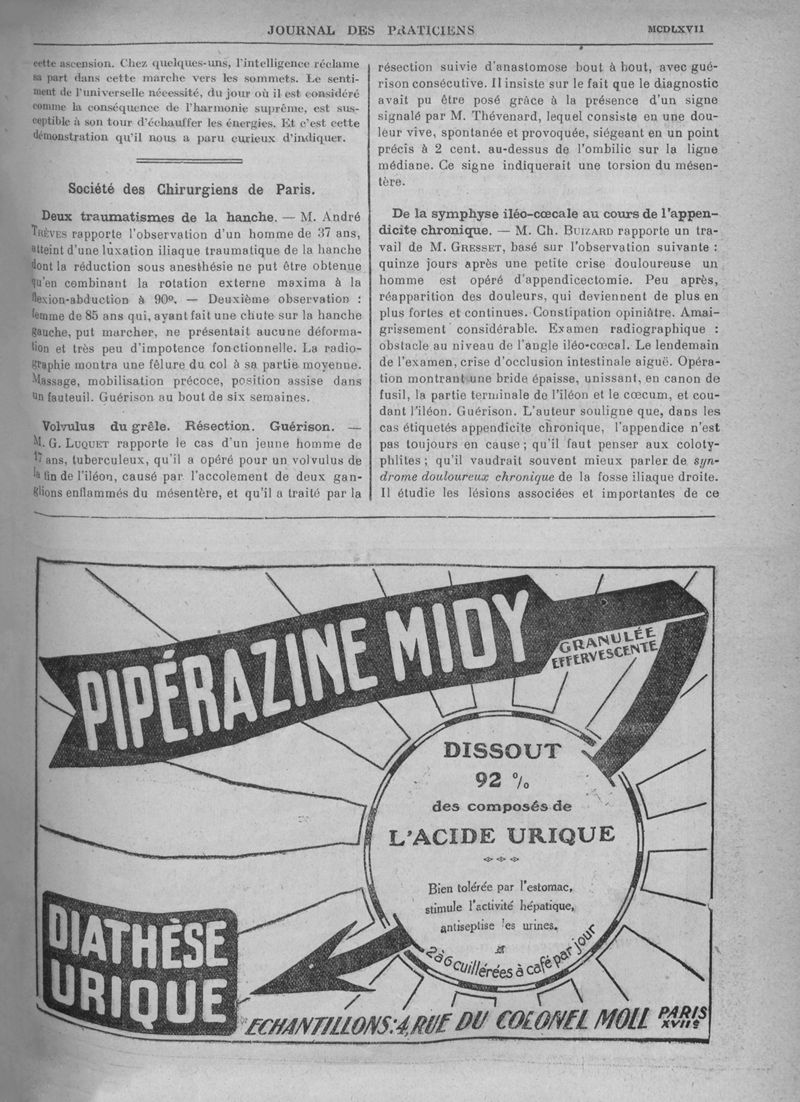 JOURNAL DES PRATICIENS
MCDLXVII
cette ascension. Chez quelques-uns, l'intelligence réclame
sa part dans cette marche vers les sommets. Le senti-
ment de l'universelle nécessité, du jour où il est considéré
comme la conséquence de l'harmonie suprême, est sus-
ceptible à son tour d'échauffer les énergies. Et c'est cette
démonstration qu'il nous a paru curieux d'indiquer.
Société des Chirurgiens de Paris.
Deux traumatismes de la hanche. — M. André
TRÈVES rapporte l'observation d'un homme de 37 ans,
atteint d'une luxation iliaque traumatique de la hanche
dont la réduction sous anesthésie ne put être obtenue
qu'en combinant la rotation externe maxima à la
flexion-abduction à 90°. — Deuxième observation :
femme de 85 ans qui, ayant fait une chute sur la hanche
gauche, put marcher, ne présentait aucune déforma-
tion et très peu d'impotence fonctionnelle. La radio-
graphie montra une fêlure du col à sa partie moyenne.
Massage, mobilisation précoce, position assise dans
un fauteuil. Guérison au bout de six semaines.
Volvulus du grêle. Résection. Guérison. —
M. G. LUQUET rapporte le cas d'un jeune homme de
17 ans, tuberculeux, qu'il a opéré pour un volvulus de
la fin de l'iléon, causé par l'accolement de deux gan-
glions enflammés du mésentère, et qu'il a traité par la
résection suivie d'anastomose bout à bout, avec gué-
rison consécutive. Il insiste sur le fait que le diagnostic
avait pu être posé grâce à la présence d'un signe
signalé par M. Thévenard, lequel consiste en une dou-
leur vive, spontanée et provoquée, siégeant en un point
précis à 2 cent. au-dessus de l'ombilic sur la ligne
médiane. Ce signe indiquerait une torsion du mésen-
tère.
De la symphyse iléo-cœcale au cours de l'appen-
dicite chronique. — M. Ch. BUIZARD rapporte un tra-
vail de M. GRESSET, basé sur l'observation suivante :
quinze jours après une petite crise douloureuse un
homme est opéré d'appendicectomie. Peu après,
réapparition des douleurs, qui deviennent de plus en
plus fortes et continues. Constipation opiniâtre. Amai-
grissement considérable. Examen radiographique :
obstacle au niveau de l'angle iléo-cœcal. Le lendemain
de l'examen, crise d'occlusion intestinale aiguë. Opéra-
tion montrant une bride épaisse, unissant, en canon de
fusil, la partie terminale de l'iléon et le cœcum, et cou-
dant l'iléon. Guérison. L'auteur souligne que, dans les
cas étiquetés appendicite chronique, l'appendice n'est
pas toujours en cause ; qu'il faut penser aux coloty-
phlites ; qu'il vaudrait souvent mieux parler de syn-
drome douloureux chronique de la fosse iliaque droite.
Il étudie les lésions associées et importantes de ce
PIPÉRAZINE MIDY
GRANULÉE
EFFERVESCENTE
DISSOUT
92 %
des composés de
L'ACIDE URIQUE
Bien tolérée par l'estomac,
stimule l'activité hépatique,
antiseptise les urines.
2 à 6 cuillérées à café par jour
DIATHÈSE
URIQUE
ECHANTILLONS: 4, RUE DU COLONEL MOLL PARIS
XVIIe